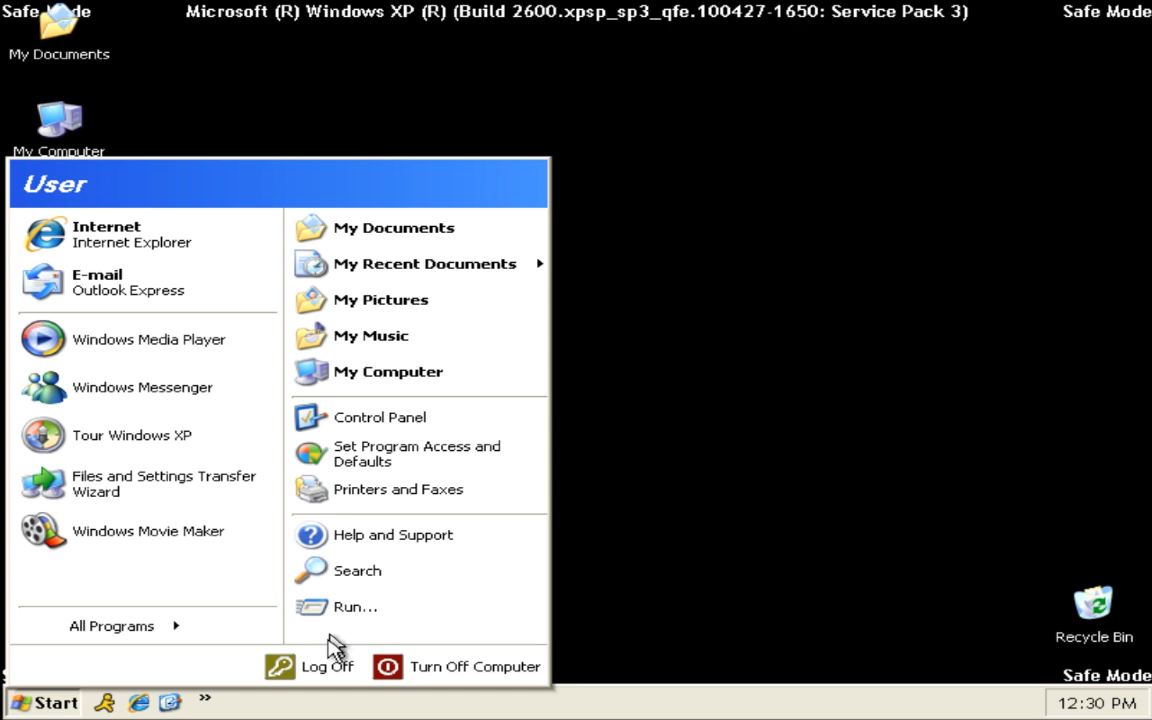 Safe Mode
Microsoft (R) Windows XP (R) (Build 2600.xpsp_sp3_qfe.100427-1650: Service Pack 3)
Safe Mode
My Documents
My Computer
User
Internet
Internet Explorer
E-mail
Outlook Express
Windows Media Player
Windows Messenger
Tour Windows XP
Files and Settings Transfer
Wizard
Windows Movie Maker
All Programs
My Documents
My Recent Documents
My Pictures
My Music
My Computer
Control Panel
Set Program Access and
Defaults
Printers and Faxes
Help and Support
Search
Run...
Log Off
Turn Off Computer
Recycle Bin
Safe Mode
Start
12:30 PM